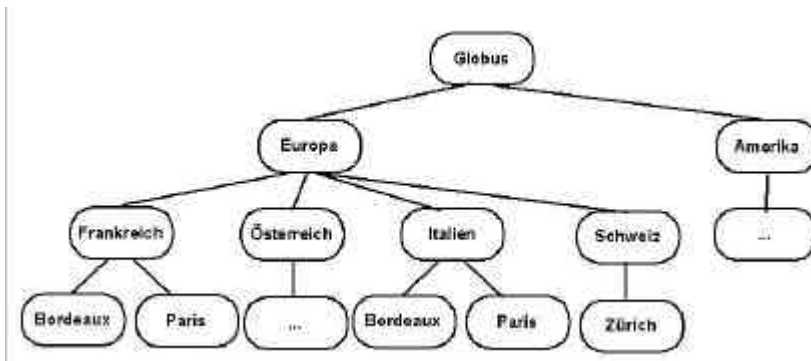 Globus
Europa
Amerika
Frankreich
Österreich
Italien
Schweiz
...
Bordeaux
Paris
...
Bordeaux
Paris
Zürich